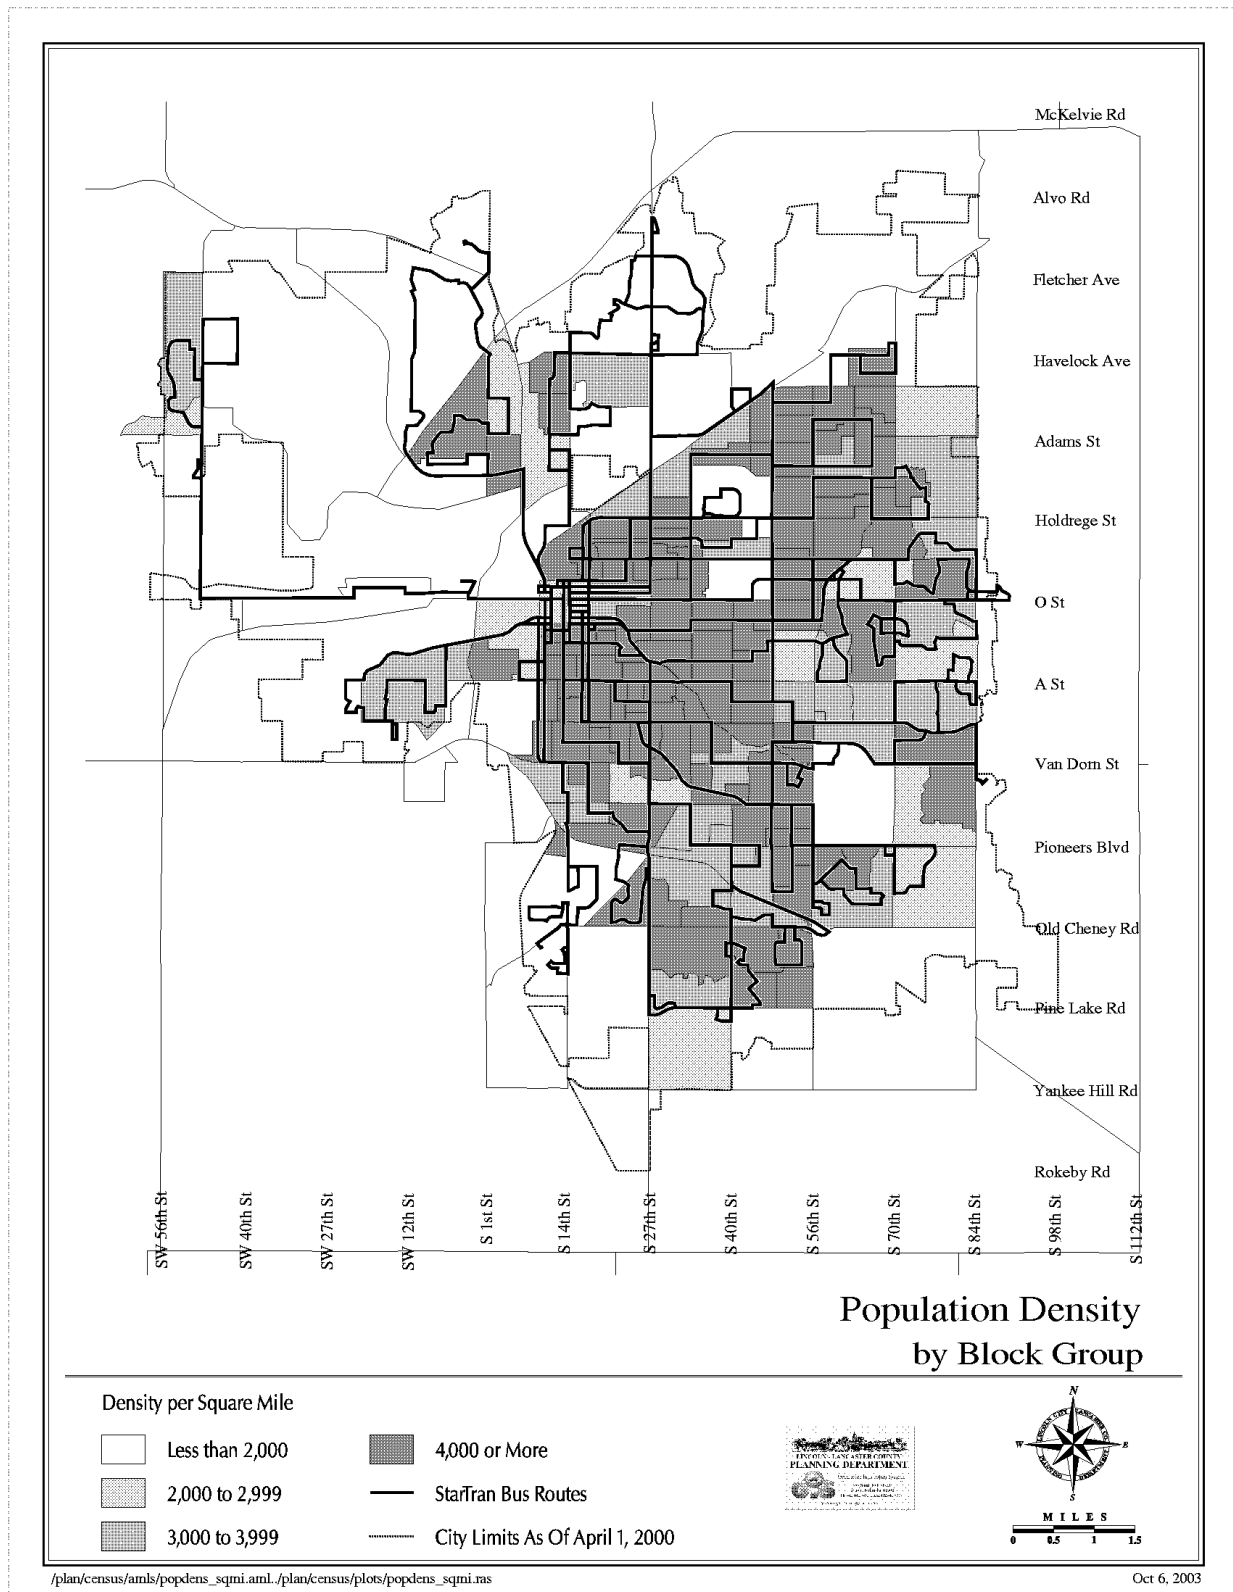 McKelvie Rd
Alvo Rd
Fletcher Ave
Havelock Ave
Adams St
Holdrege St
O St
A St
Van Dorn St
Pioneers Blvd
Old Cheney Rd
Pine Lake Rd
Yankee Hill Rd
Rokeby Rd
SW 56th St
SW 40th St
SW 27th St
SW 12th St
S 1st St
S 14th St
S 27th St
S 40th St
S 56th St
S 70th St
S 84th St
S 98th St
S 112th St
Population Density
by Block Group
Density per Square Mile
Less than 2,000
2,000 to 2,999
3,000 to 3,999
4,000 or More
StarTran Bus Routes
City Limits As Of April 1, 2000
LINCOLN - LANCASTER COUNTY
PLANNING DEPARTMENT
N
W
E
S
MILES
0 0.5 1 1.5
/plan/census/amls/popdens_sqmi.aml../plan/census/plots/popdens_sqmi.ras
Oct 6, 2003